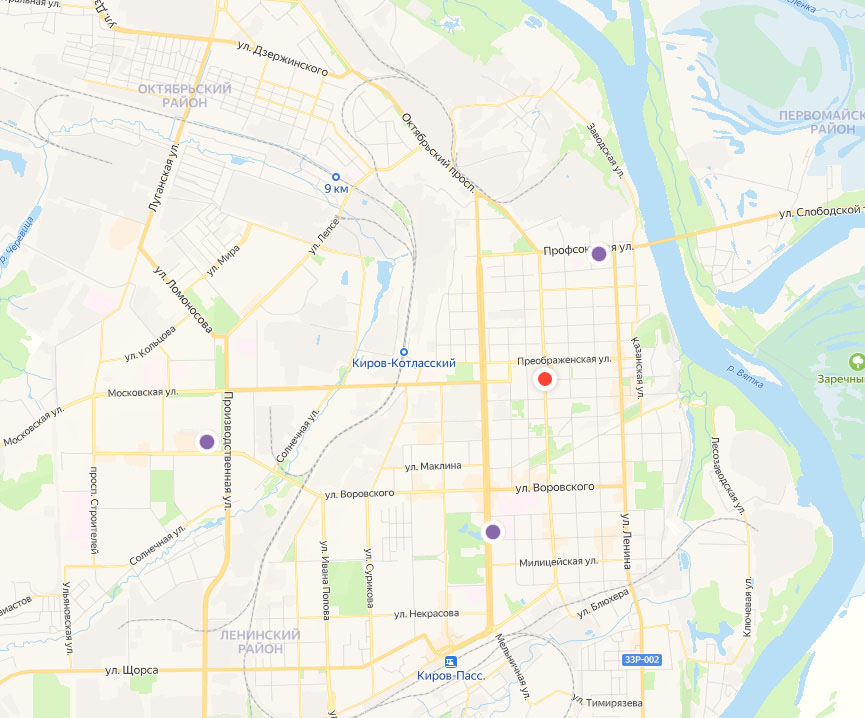 ул. Дзержинского
ОКТЯБРЬСКИЙ
РАЙОН
Октябрьский просп.
Заводская ул.
ПЕРВОМАЙСК
РАЙОН
Луганская ул.
9 км
ул. Слободской т
р. Черевица
ул. Лепсе
ул. Мира
Профсоюзная ул.
ул. Ломоносова
ул. Кольцова
Киров-Котласский
Преображенская ул.
Казанская ул.
р. Вятка
Заречны
Московская ул.
Московская ул.
Производственная ул.
Солнечная ул.
Лесозаводская ул.
ул. Маклина
просп. Строителей
ул. Воровского
ул. Воровского
ул. Ленина
Солнечная ул.
ул. Ивана Попова
ул. Сурикова
Милицейская ул.
Ульяновская ул.
ул. Некрасова
ул. Блюхера
Ключевая ул.
ЛЕНИНСКИЙ
РАЙОН
Мельничная ул.
ул. Щорса
Киров-Пасс.
33Р-002
ул. Тимирязева